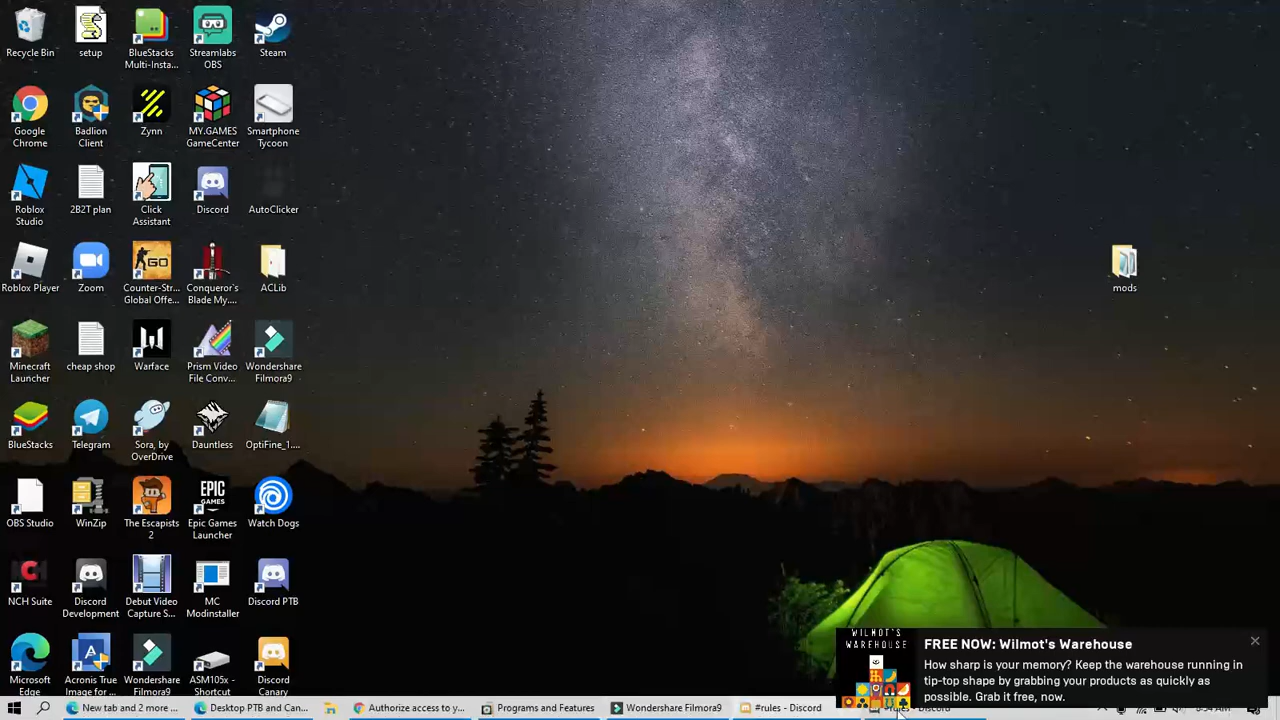 Recycle Bin
setup
BlueStacks
Multi-Insta...
Streamlabs
OBS
Steam
Google
Chrome
Badlion
Client
Zynn
MY.GAMES
GameCenter
Smartphone
Tycoon
Roblox
Studio
2B2T plan
Click
Assistant
Discord
AutoClicker
Roblox Player
Zoom
Counter-Str...
Global Offe...
Conqueror's
Blade My....
ACLib
mods
Minecraft
Launcher
cheap shop
Warface
Prism Video
File Conv...
Wondershare
Filmora9
BlueStacks
Telegram
Sora, by
OverDrive
Dauntless
OptiFine_1....
OBS Studio
WinZip
The Escapists
2
EPIC
GAMES
Epic Games
Launcher
Watch Dogs
NCH Suite
Discord
Development
Debut Video
Capture S...
MC
Modinstaller
Discord PTB
Microsoft
Edge
Acronis True
Image for ...
Wondershare
Filmora9
ASM105x -
Shortcut
Discord
Canary
WILMOT'S
WAREHOUSE
FREE NOW: Wilmot's Warehouse
How sharp is your memory? Keep the warehouse running in
tip-top shape by grabbing your products as quickly as
possible. Grab it free, now.
New tab and 2 more ...
Desktop PTB and Can...
Authorize access to y...
Programs and Features
Wondershare Filmora9
#rules - Discord